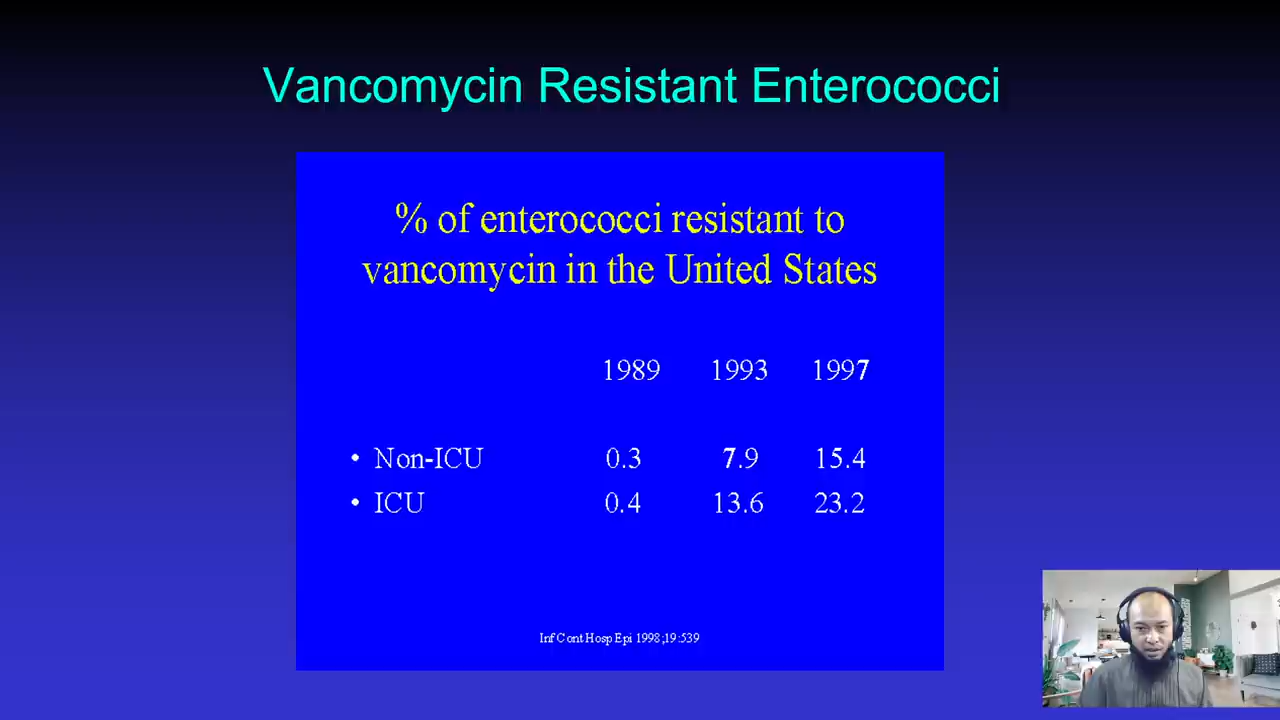 Vancomycin Resistant Enterococci
% of enterococci resistant to
vancomycin in the United States
1989 1993 1997
• Non-ICU 0.3 7.9 15.4
• ICU 0.4 13.6 23.2
Inf Cont Hosp Epi 1998;19:539